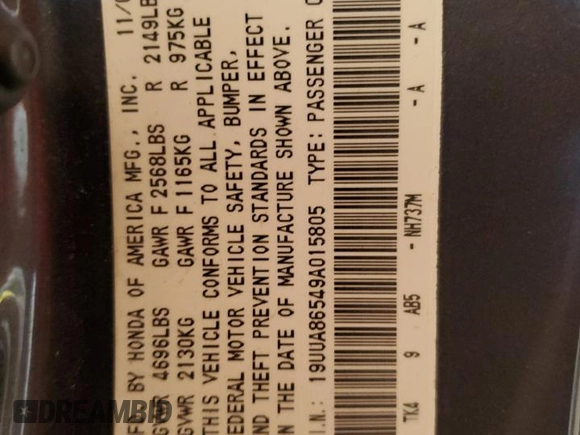 BY HONDA OF AMERICA MFG., INC. 11/0
4696LBS GAWR F 2568LBS R 2149LB
GVWR 2130KG GAWR F 1165KG R 975KG
THIS VEHICLE CONFORMS TO ALL APPLICABLE
FEDERAL MOTOR VEHICLE SAFETY, BUMPER,
AND THEFT PREVENTION STANDARDS IN EFFECT
ON THE DATE OF MANUFACTURE SHOWN ABOVE.
V.I.N.: 19UUA86549A015805 TYPE: PASSENGER C
TK4 9 AB5 - NH737M - A - A
DREAMBID